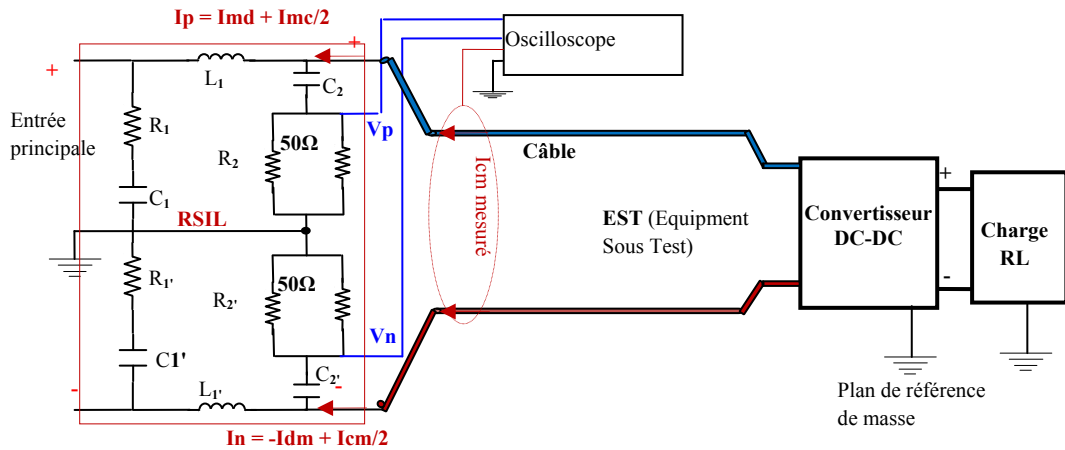 Ip = Imd + Imc/2
+
Oscilloscope
+
L1
C2
Entrée
principale
R1
50Ω
R2
Vp
Câble
Icm mesuré
C1
RSIL
EST (Equipment
Sous Test)
Convertisseur
DC-DC
+
-
Charge
RL
R1'
50Ω
R2'
Vn
C1'
C2'
-
-
L1'
Plan de référence
de masse
In = -Idm + Icm/2